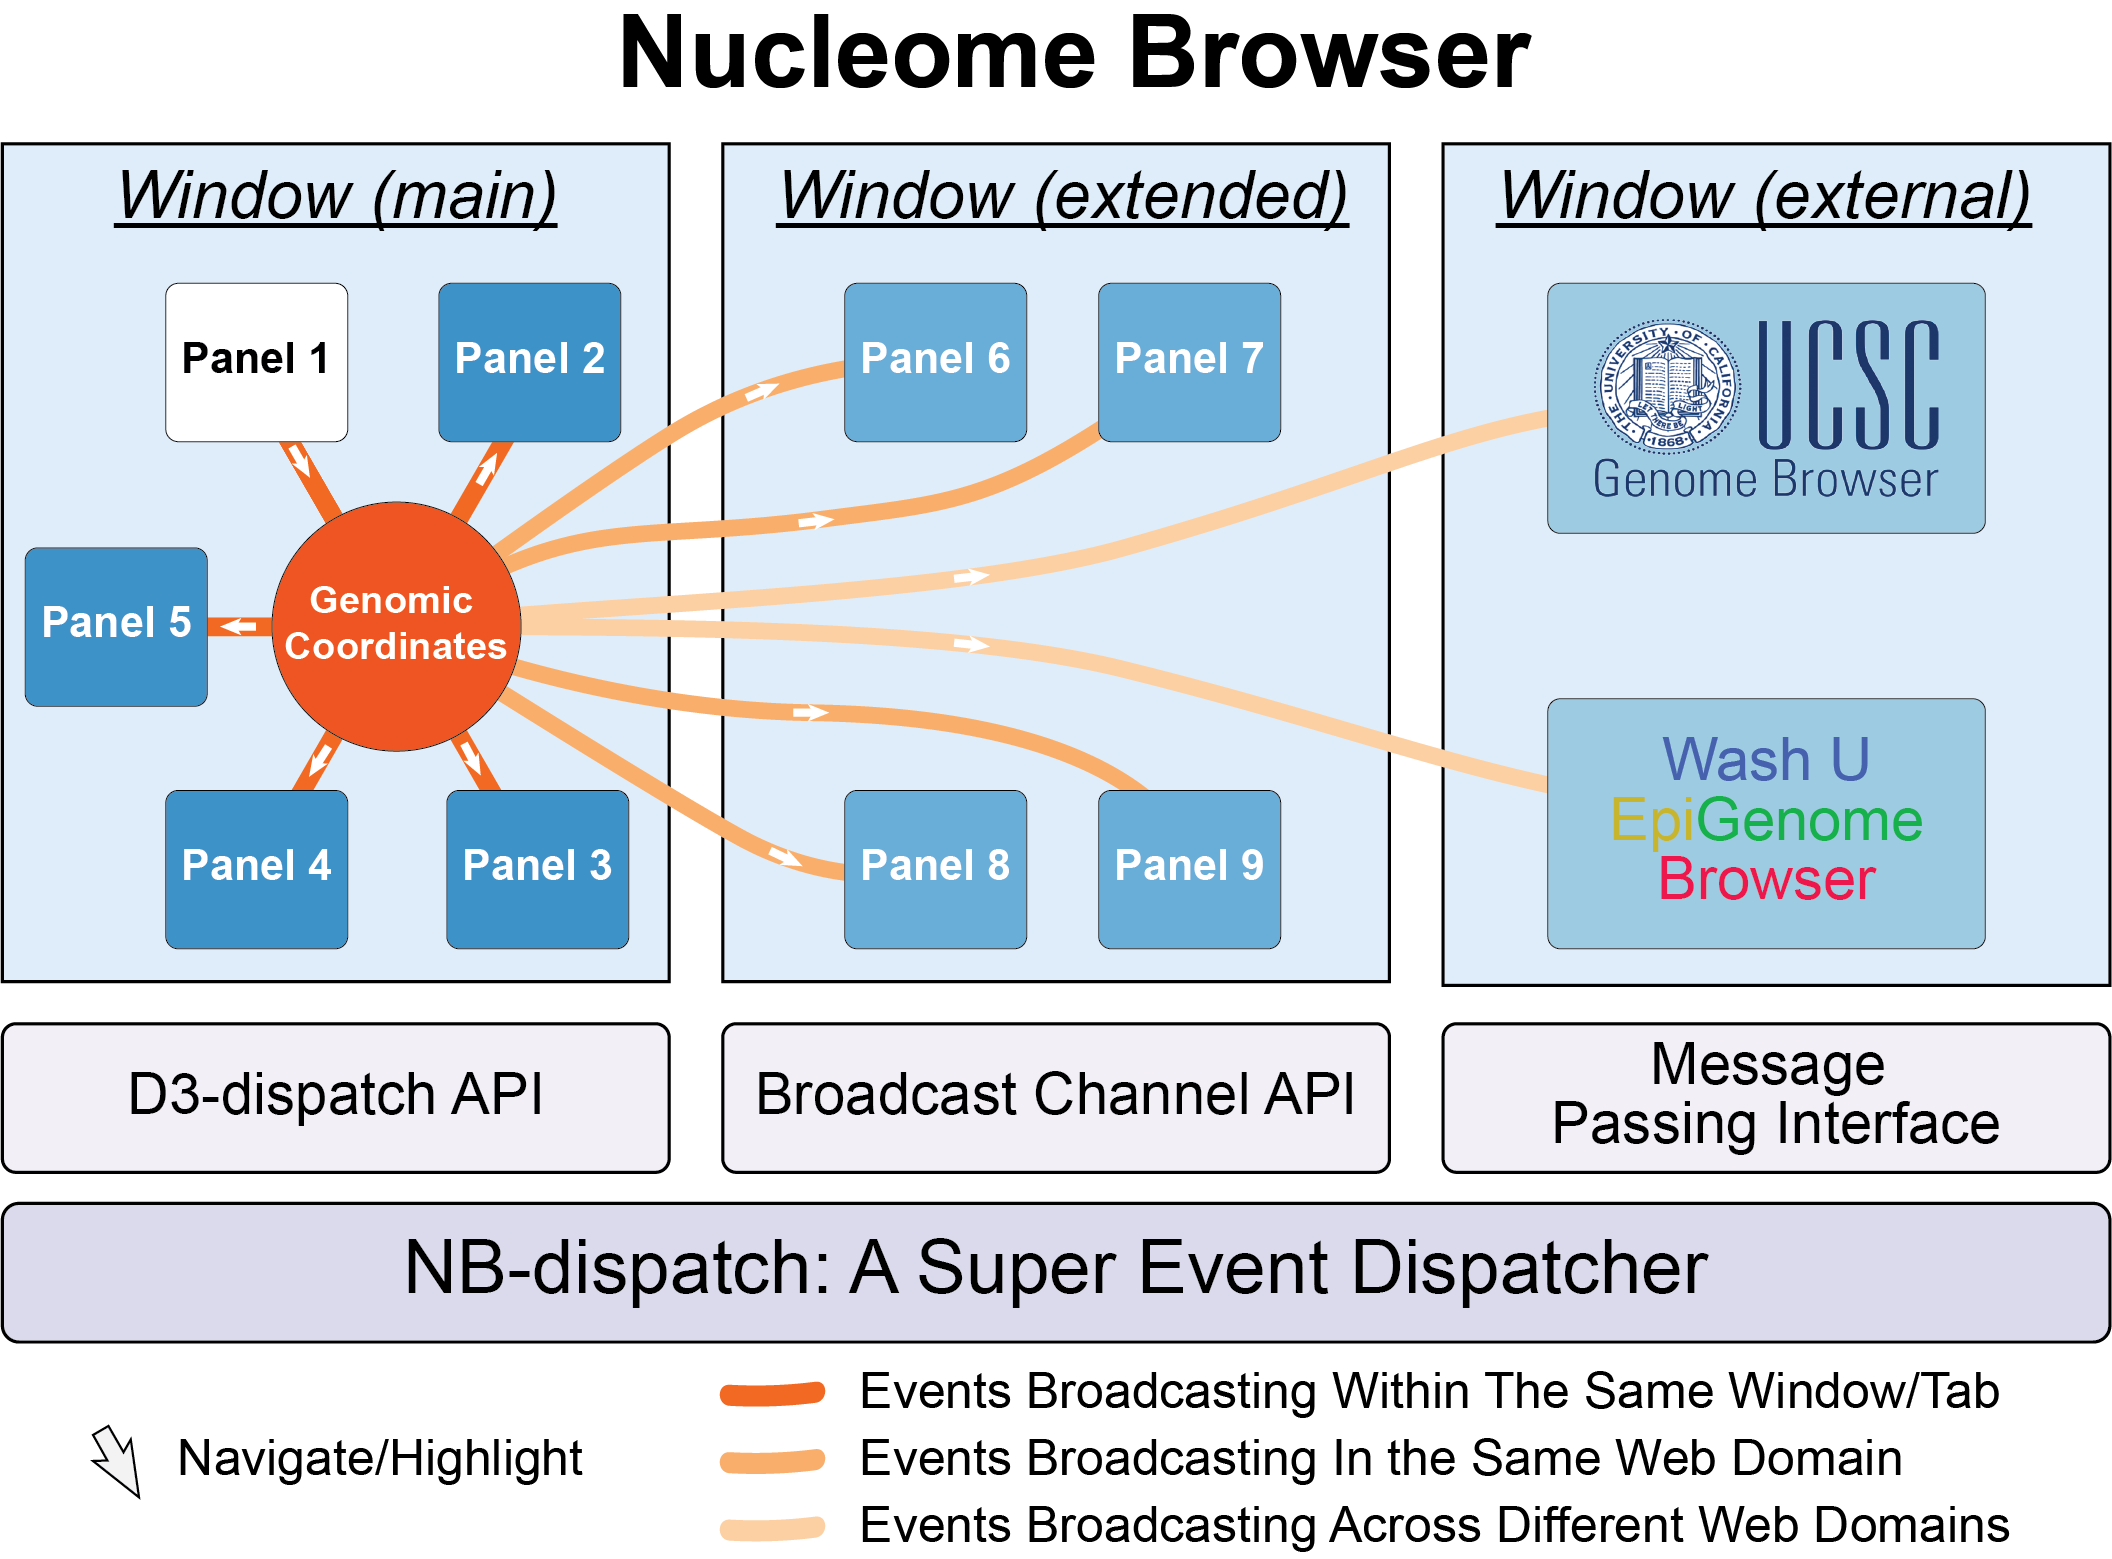 Nucleome Browser
Window (main)
Window (extended)
Window (external)
Panel 1
Panel 2
Panel 5
Genomic
Coordinates
Panel 4
Panel 3
Panel 6
Panel 7
Panel 8
Panel 9
THE UNIVERSITY OF CALIFORNIA
LET THERE BE LIGHT
1868
UCSC
Genome Browser
Wash U
EpiGenome
Browser
D3-dispatch API
Broadcast Channel API
Message
Passing Interface
NB-dispatch: A Super Event Dispatcher
Navigate/Highlight
Events Broadcasting Within The Same Window/Tab
Events Broadcasting In the Same Web Domain
Events Broadcasting Across Different Web Domains